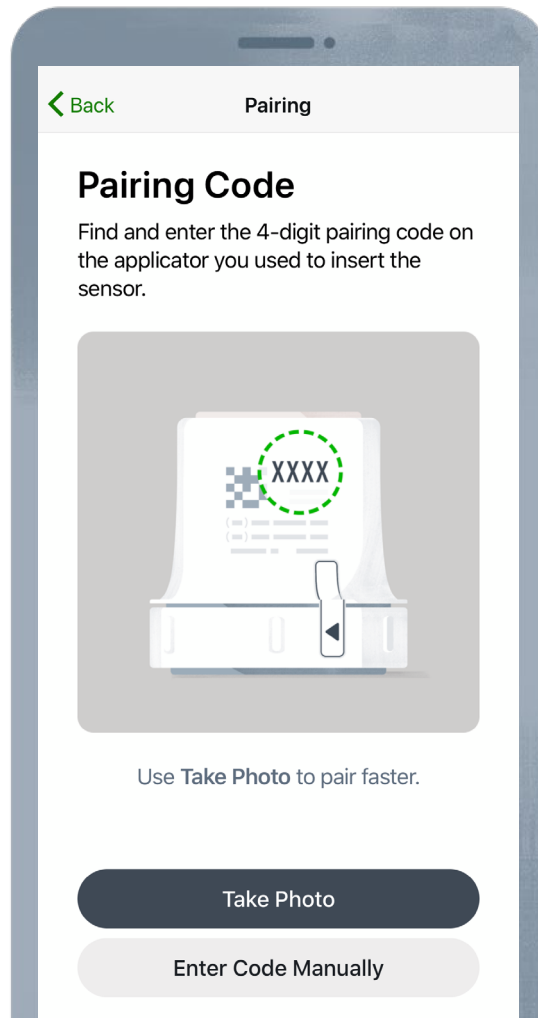 Back
Pairing
Pairing Code
Find and enter the 4-digit pairing code on
the applicator you used to insert the
sensor.
XXXX
Use Take Photo to pair faster.
Take Photo
Enter Code Manually